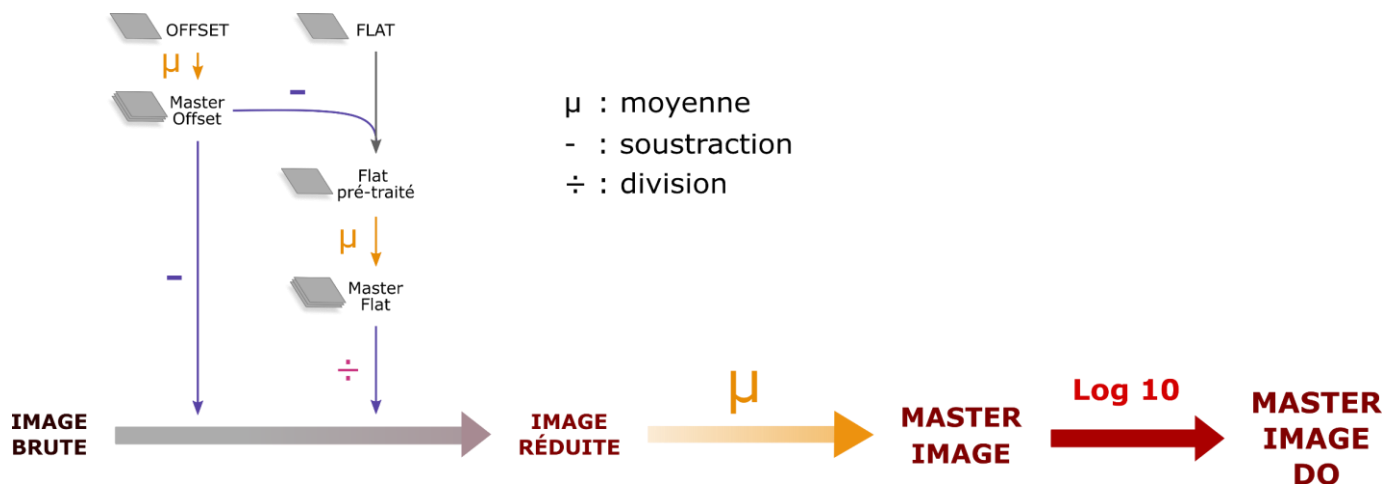 OFFSET
FLAT
µ
-
Master
Offset
µ : moyenne
- : soustraction
÷ : division
Flat
pré-traité
µ
-
Master
Flat
÷
µ
Log 10
IMAGE
BRUTE
IMAGE
RÉDUITE
MASTER
IMAGE
MASTER
IMAGE
DO